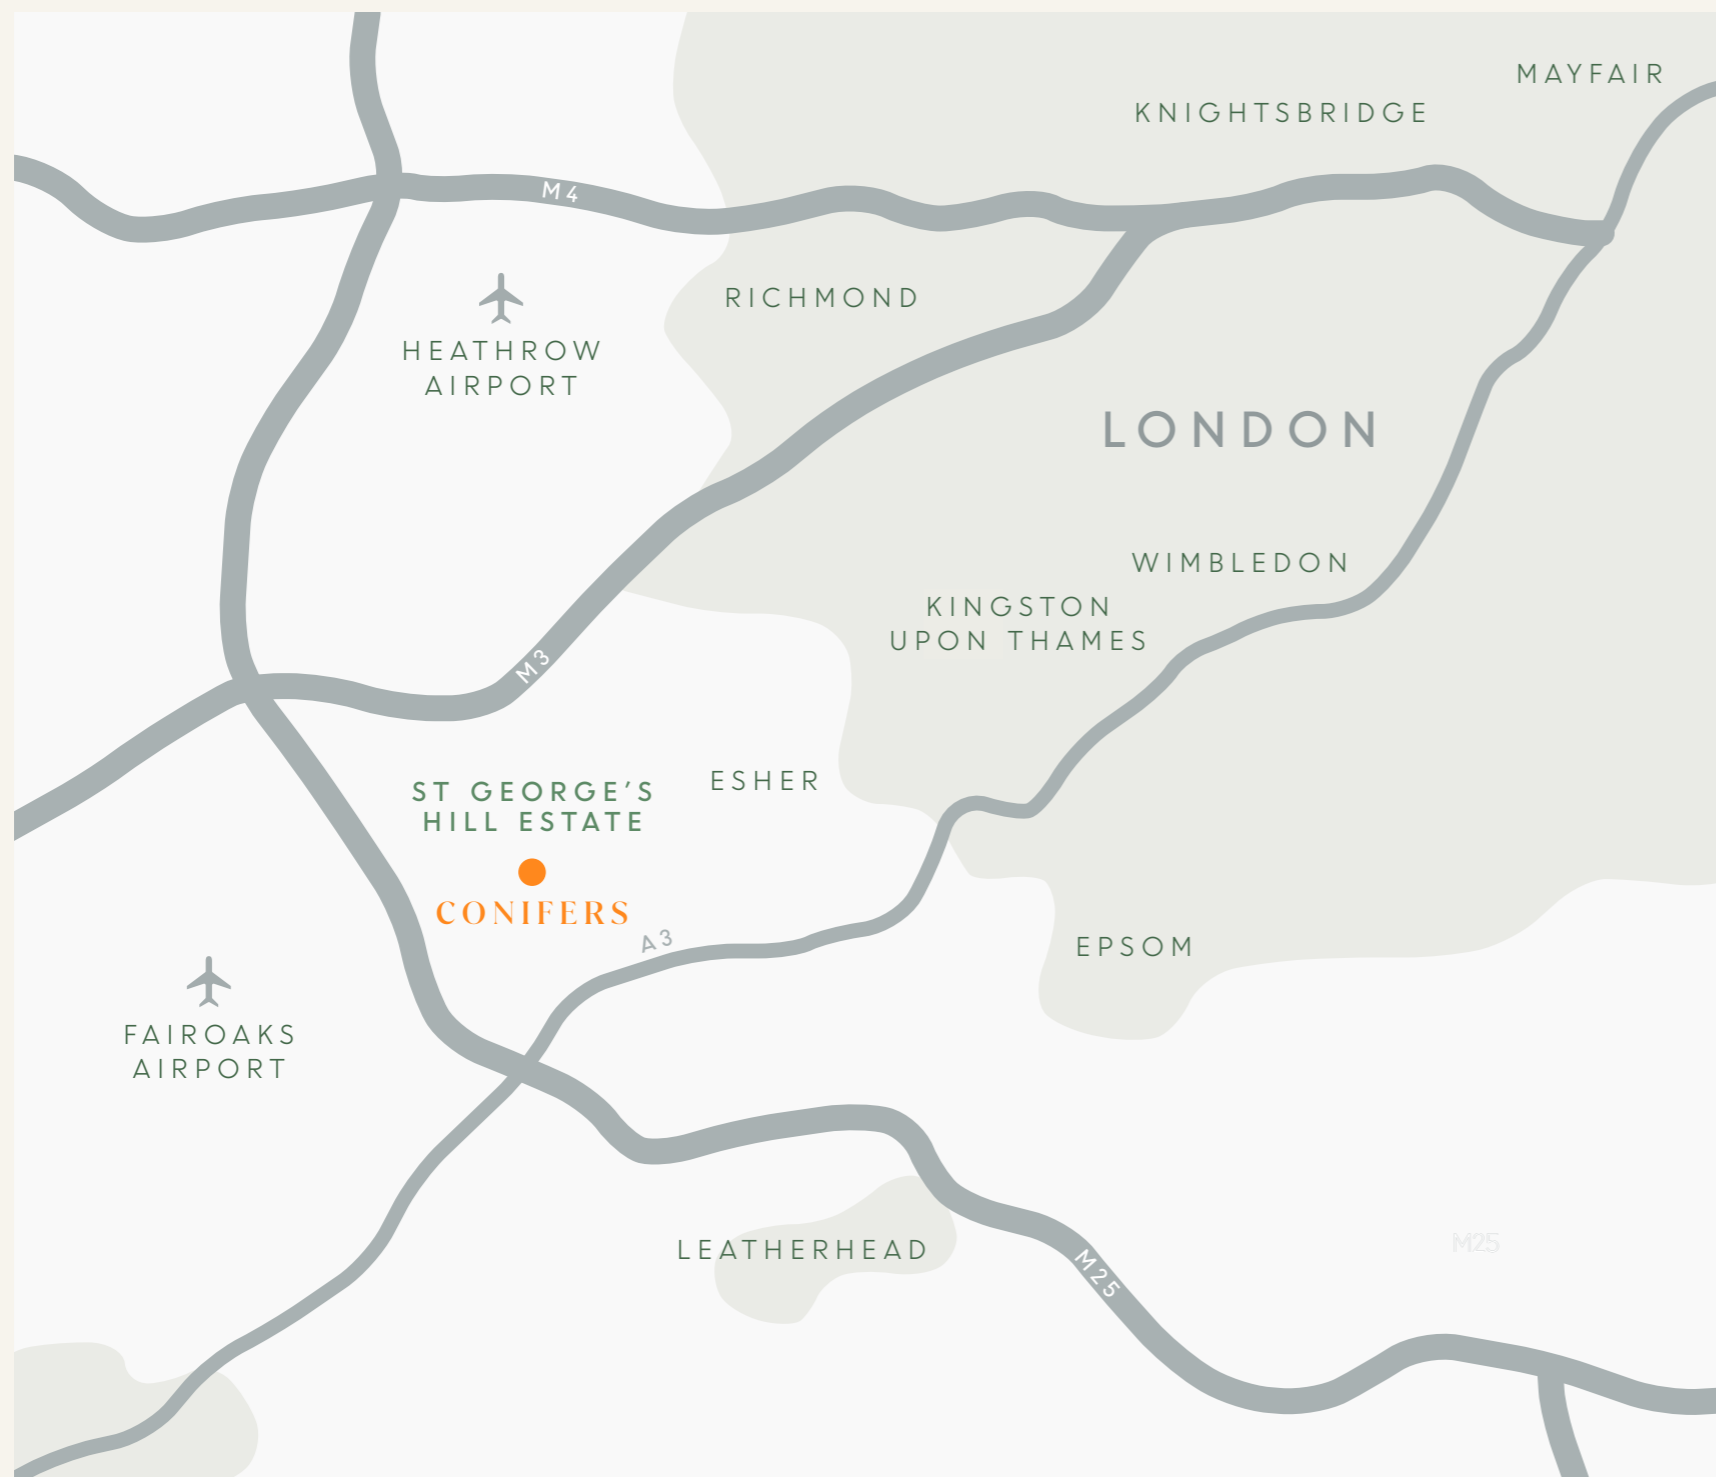 MAYFAIR
KNIGHTSBRIDGE
M4
RICHMOND
HEATHROW
AIRPORT
LONDON
WIMBLEDON
KINGSTON
UPON THAMES
M3
ESHER
ST GEORGE’S
HILL ESTATE
CONIFERS
A3
EPSOM
FAIROAKS
AIRPORT
LEATHERHEAD
M25
M25